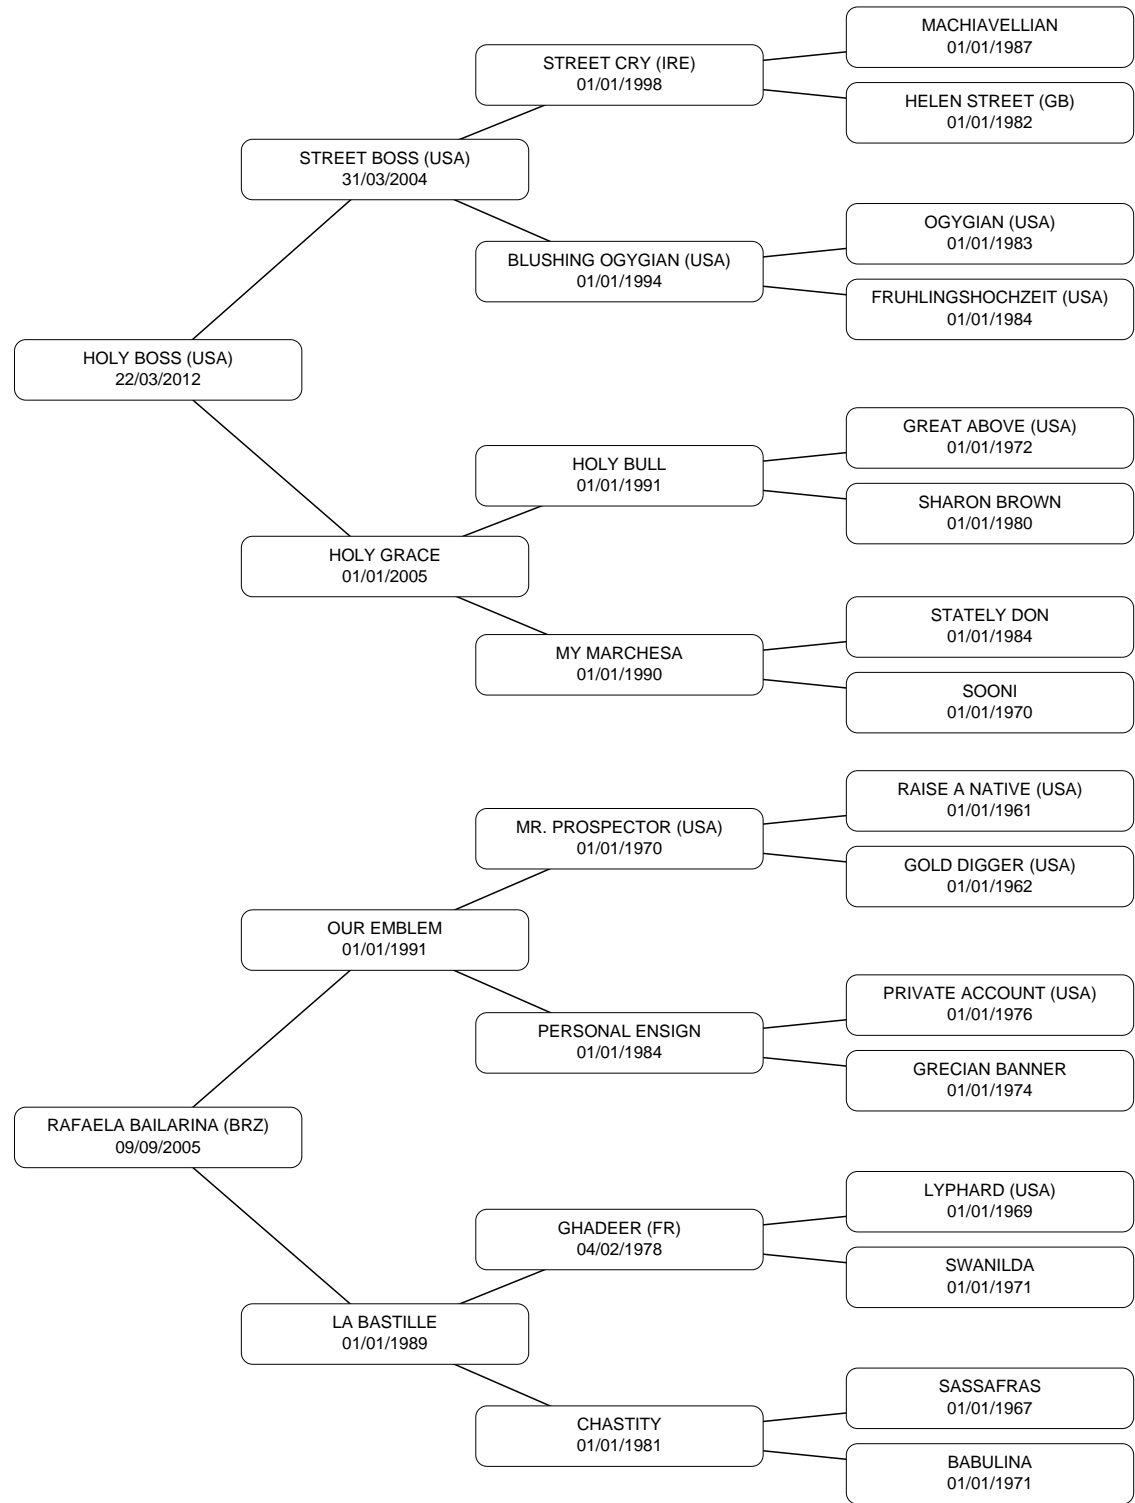 MACHIAVELLIAN
01/01/1987
STREET CRY (IRE)
01/01/1998
HELEN STREET (GB)
01/01/1982
STREET BOSS (USA)
31/03/2004
OGYGIAN (USA)
01/01/1983
BLUSHING OGYGIAN (USA)
01/01/1994
FRUHLINGSHOCHZEIT (USA)
01/01/1984
HOLY BOSS (USA)
22/03/2012
GREAT ABOVE (USA)
01/01/1972
HOLY BULL
01/01/1991
SHARON BROWN
01/01/1980
HOLY GRACE
01/01/2005
STATELY DON
01/01/1984
MY MARCHESA
01/01/1990
SOONI
01/01/1970
RAISE A NATIVE (USA)
01/01/1961
MR. PROSPECTOR (USA)
01/01/1970
GOLD DIGGER (USA)
01/01/1962
OUR EMBLEM
01/01/1991
PRIVATE ACCOUNT (USA)
01/01/1976
PERSONAL ENSIGN
01/01/1984
GRECIAN BANNER
01/01/1974
RAFAELA BAILARINA (BRZ)
09/09/2005
LYPHARD (USA)
01/01/1969
GHADEER (FR)
04/02/1978
SWANILDA
01/01/1971
LA BASTILLE
01/01/1989
SASSAFRAS
01/01/1967
CHASTITY
01/01/1981
BABULINA
01/01/1971